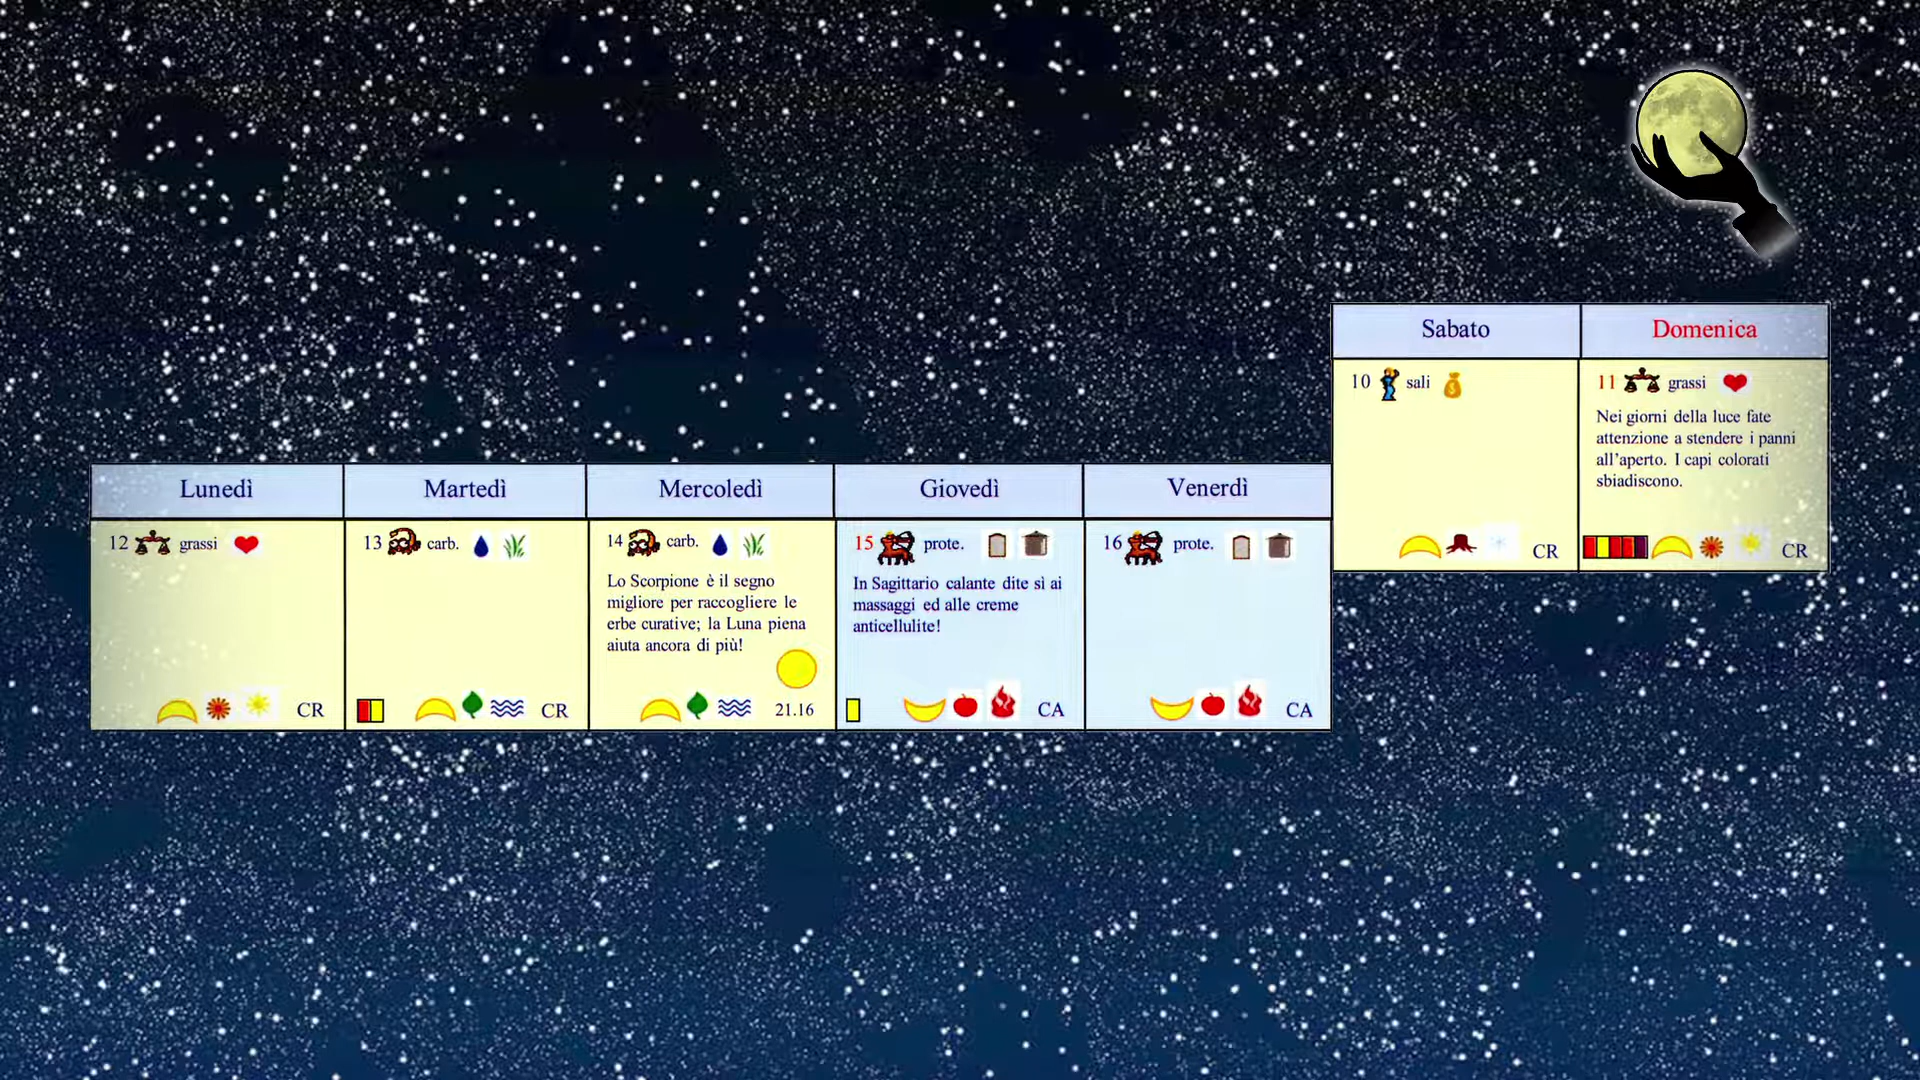 Sabato
Domenica
10 sali
11 grassi
Nei giorni della luce fate
attenzione a stendere i panni
all'aperto. I capi colorati
sbiadiscono.
CR
CR
Lunedì
Martedì
Mercoledì
Giovedì
Venerdì
12 grassi
CR
13 carb.
CR
14 carb.
Lo Scorpione è il segno
migliore per raccogliere le
erbe curative; la Luna piena
aiuta ancora di più!
21.16
15 prote.
In Sagittario calante dite sì ai
massaggi ed alle creme
anticellulite!
CA
16 prote.
CA